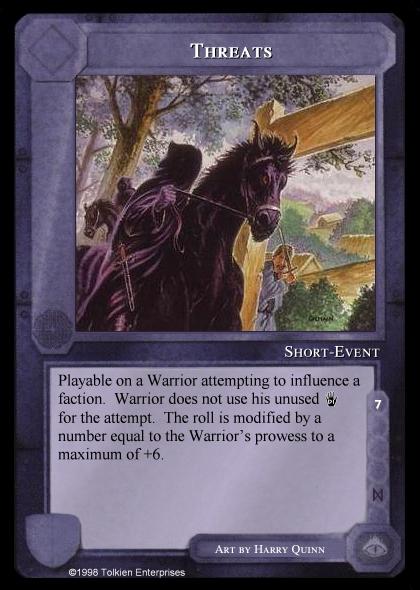 THREATS
SHORT-EVENT
Playable on a Warrior attempting to influence a
faction. Warrior does not use his unused
for the attempt. The roll is modified by a
number equal to the Warrior's prowess to a
maximum of +6.
7
ART BY HARRY QUINN
©1998 Tolkien Enterprises